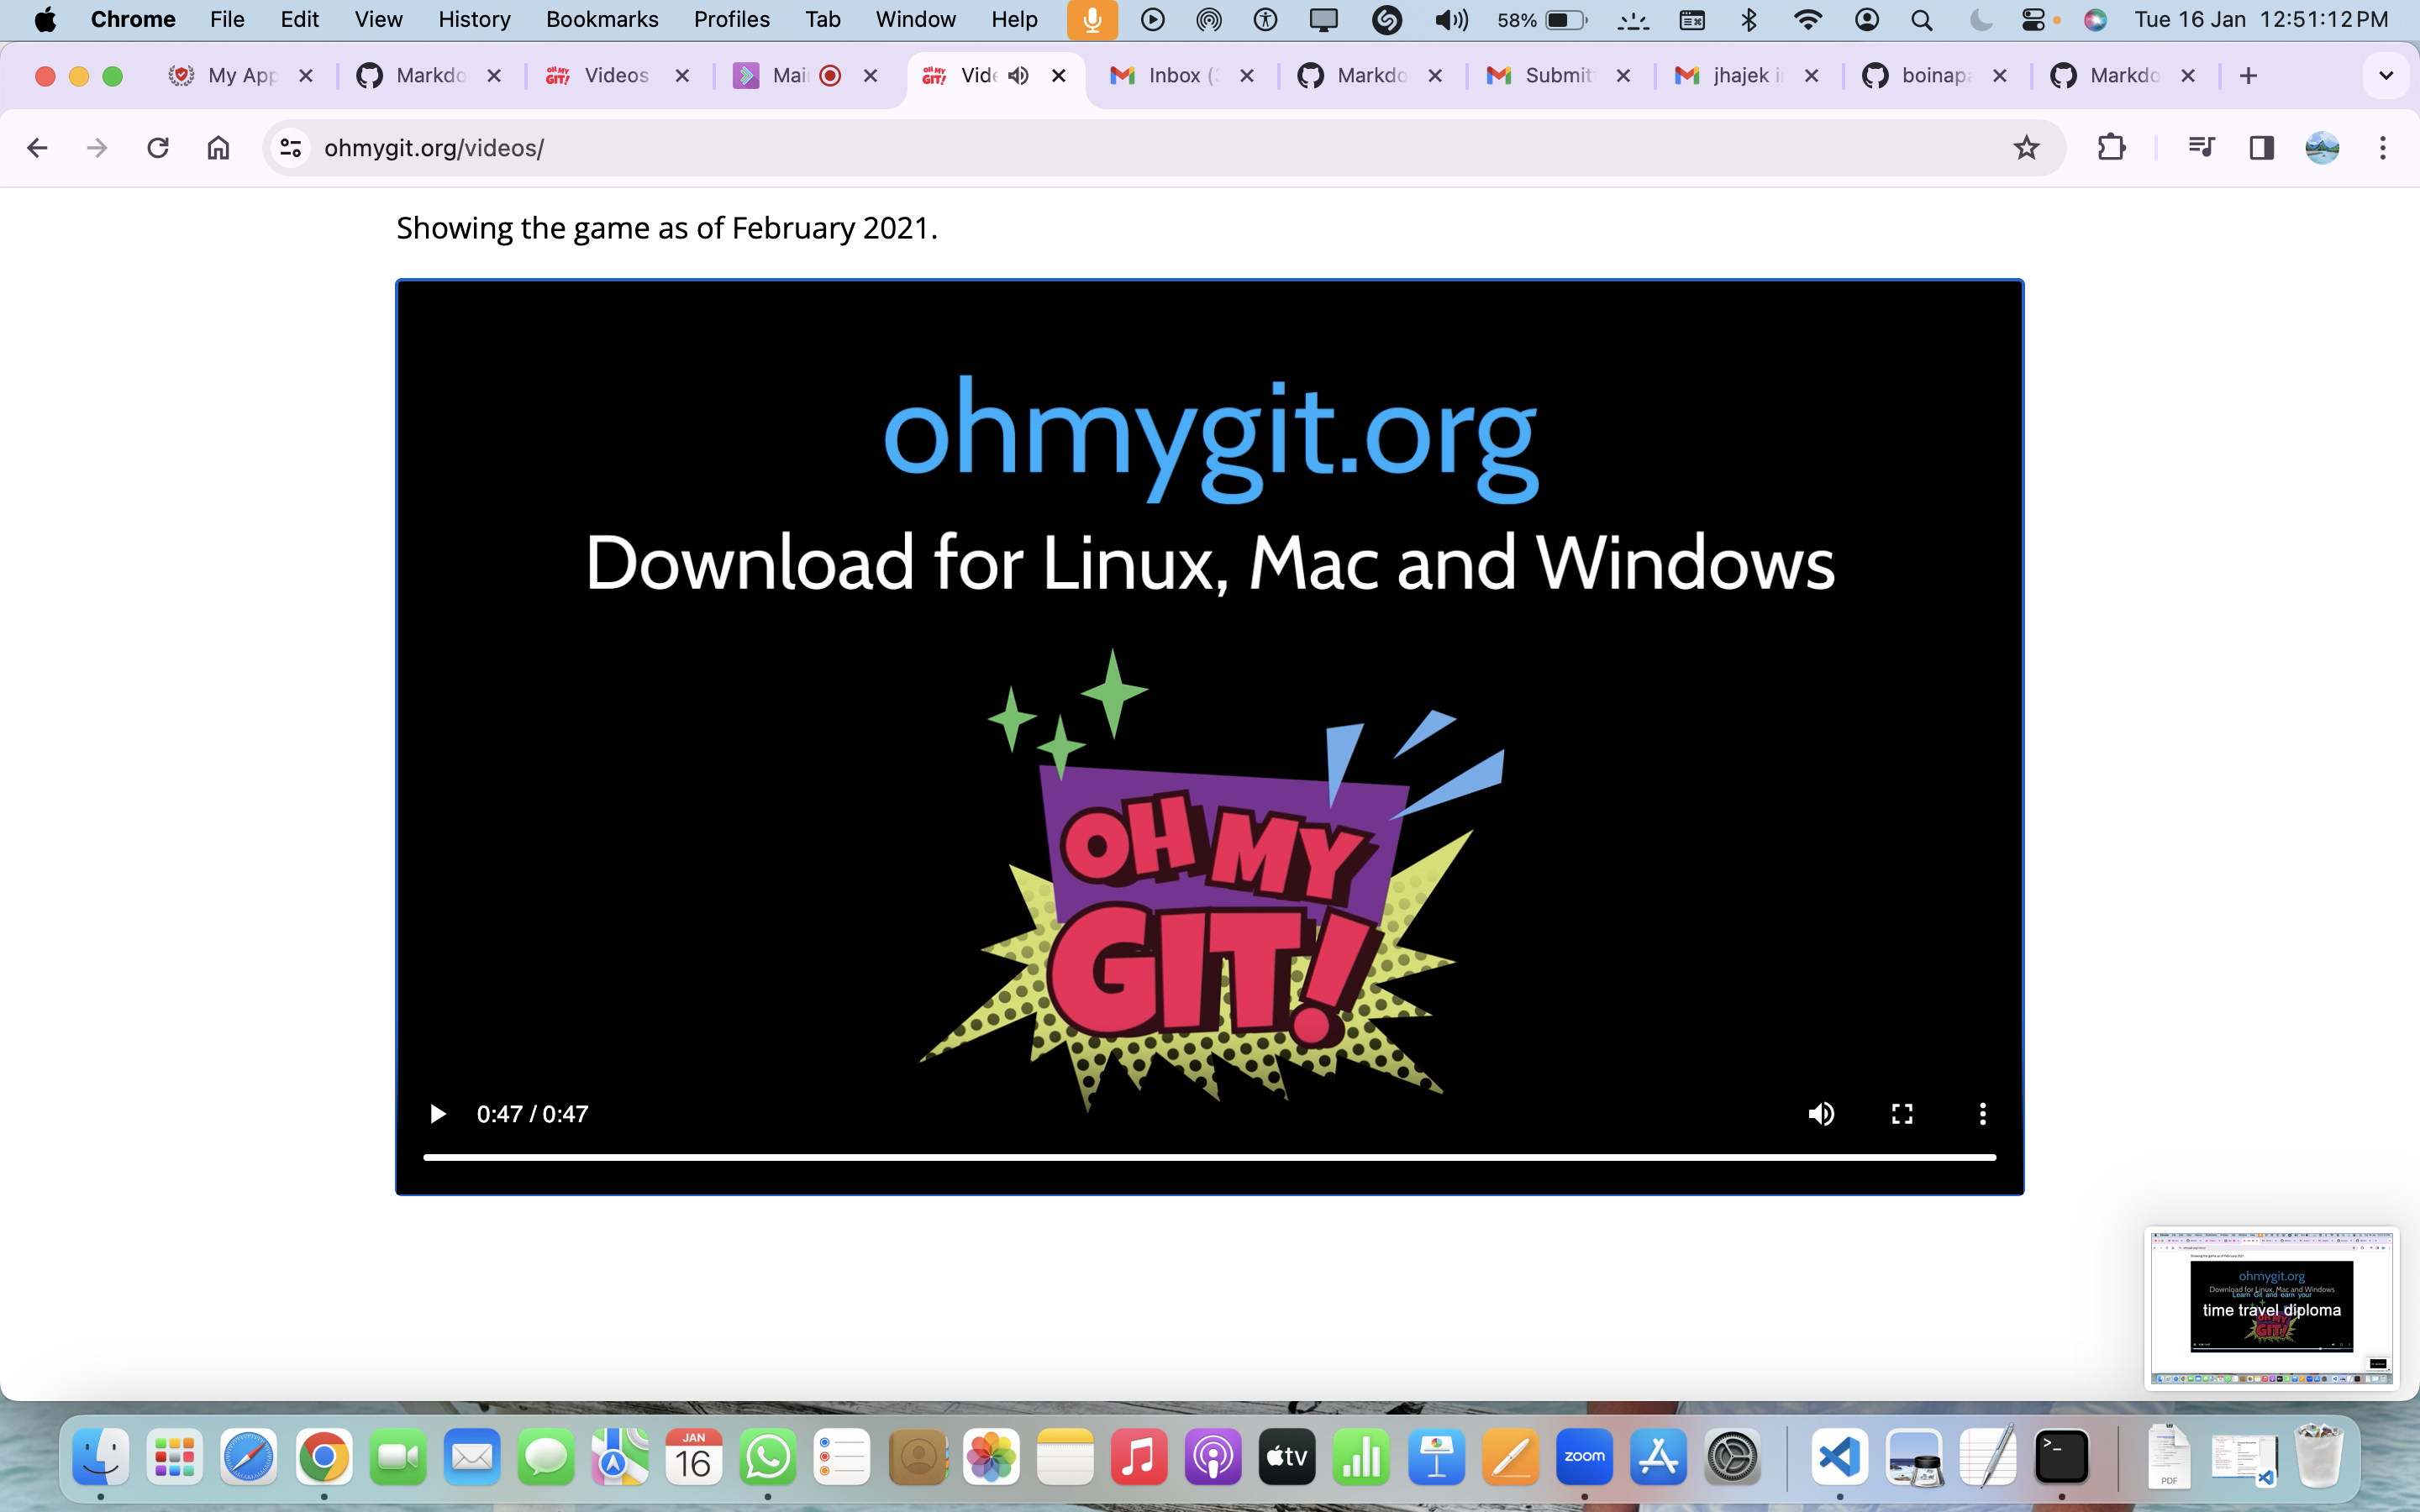 Chrome File Edit View History Bookmarks Profiles Tab Window Help 58% Tue 16 Jan 12:51:12 PM
My App Markdo Videos Mai Vide Inbox ( Markdo Submit jhajek i boinapa Markdo
ohmygit.org/videos/
Showing the game as of February 2021.
ohmygit.org
Download for Linux, Mac and Windows
OH MY
GIT!
0:47 / 0:47
ohmygit.org
Download for Linux, Mac and Windows
Learn Git and earn your
time travel diploma
OH MY
GIT!
JAN
16
tv
zoom
>_
PDF